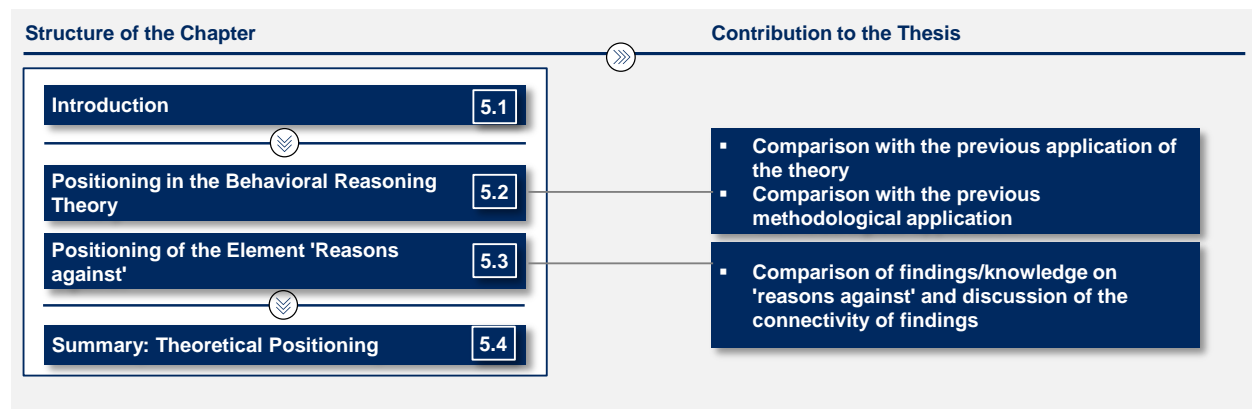 Structure of the Chapter
Contribution to the Thesis
Introduction
5.1
Positioning in the Behavioral Reasoning
Theory
5.2
Positioning of the Element 'Reasons
against'
5.3
Summary: Theoretical Positioning
5.4
▪ Comparison with the previous application of
the theory
▪ Comparison with the previous
methodological application
▪ Comparison of findings/knowledge on
'reasons against' and discussion of the
connectivity of findings